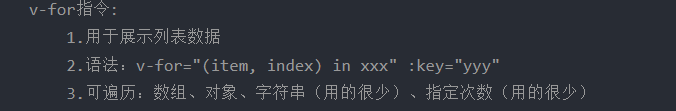 v-for指令:
1.用于展示列表数据
2.语法：v-for="(item, index) in xxx" :key="yyy"
3.可遍历：数组、对象、字符串（用的很少）、指定次数（用的很少）